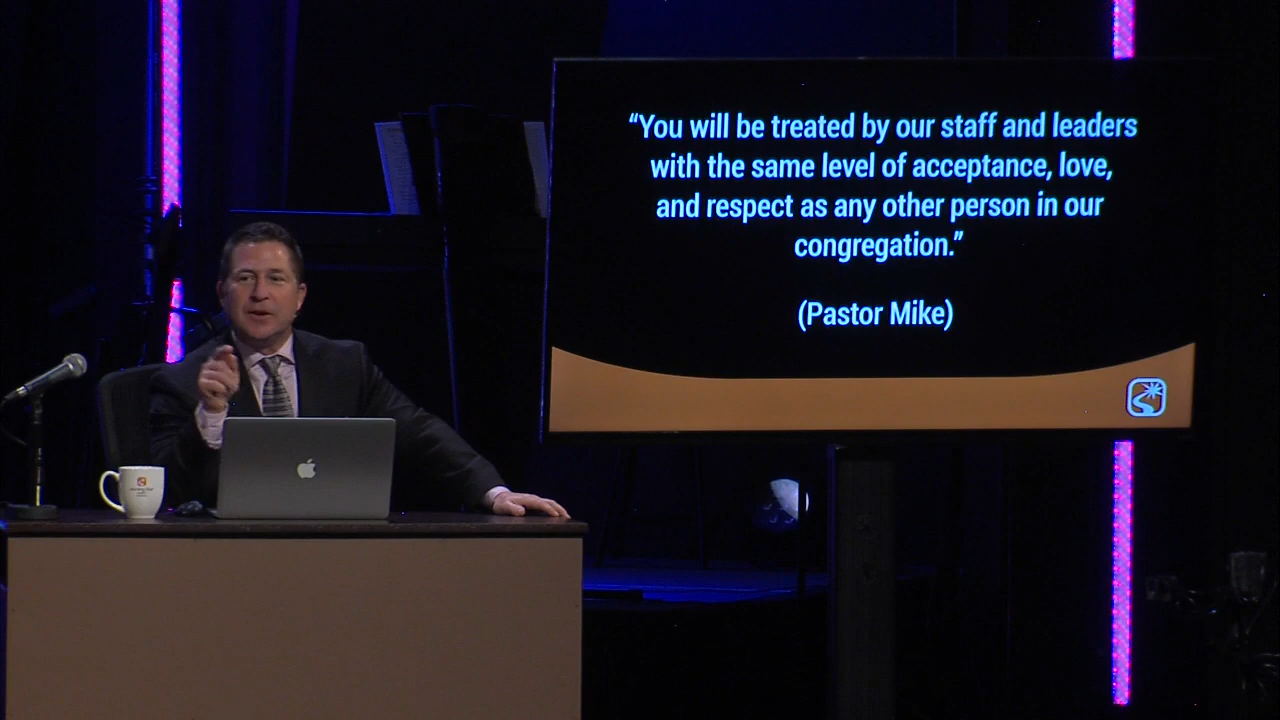 “You will be treated by our staff and leaders
with the same level of acceptance, love,
and respect as any other person in our
congregation.”
(Pastor Mike)